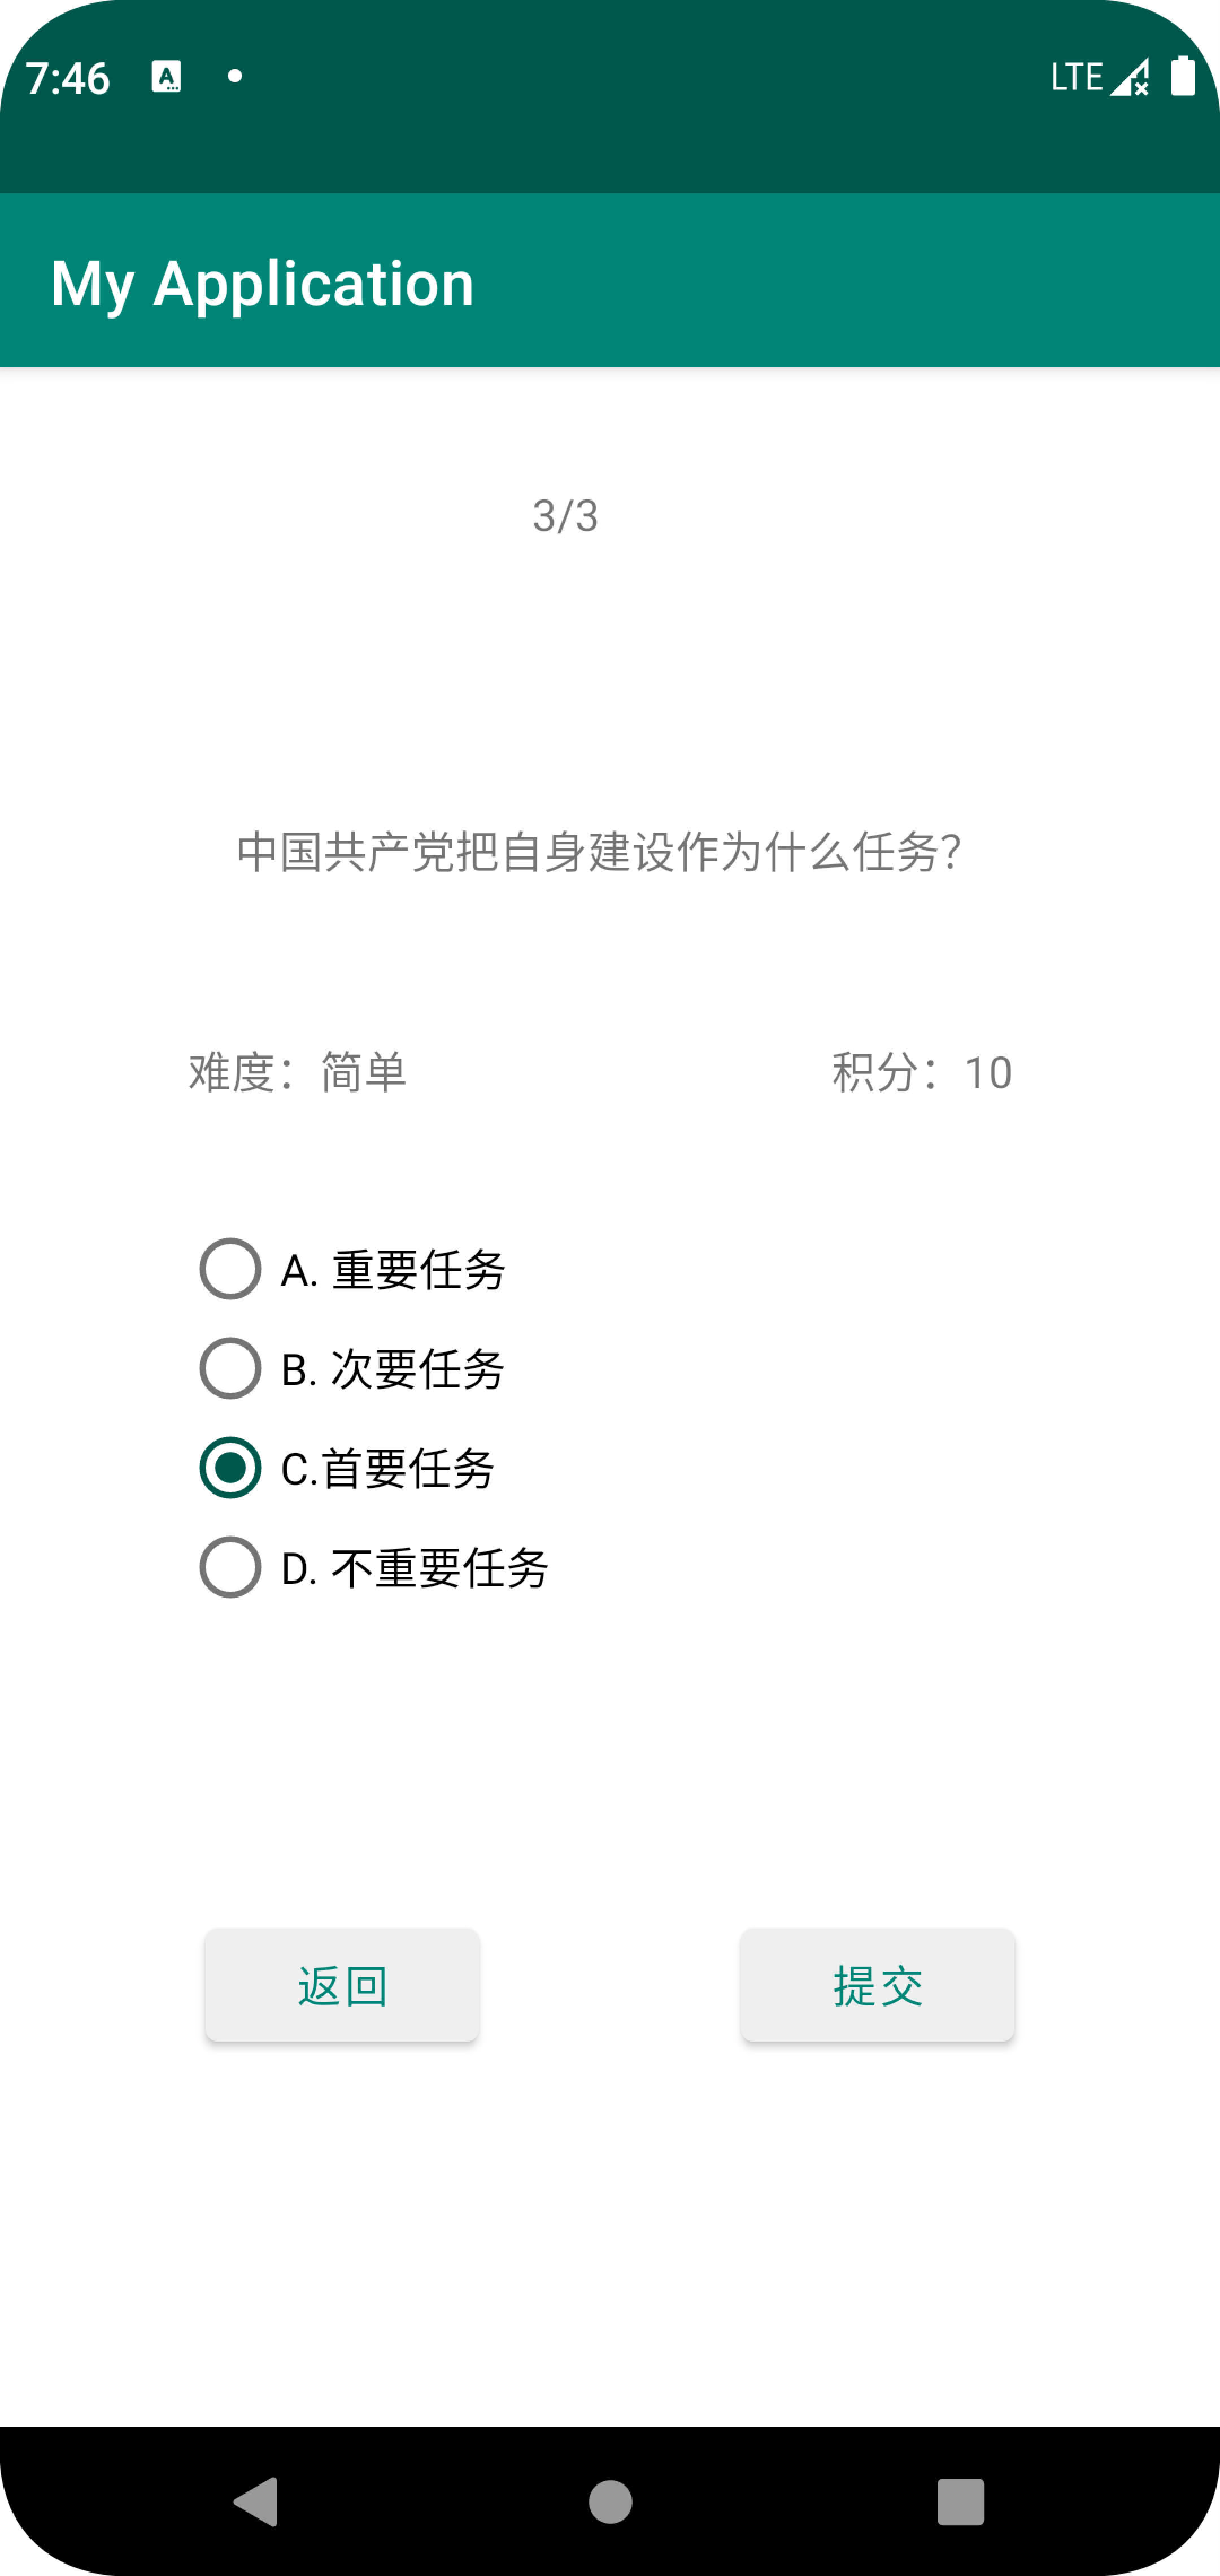 7:46 LTE
My Application
3/3
中国共产党把自身建设作为什么任务?
难度：简单 积分：10
A. 重要任务
B. 次要任务
C.首要任务
D. 不重要任务
返回 提交